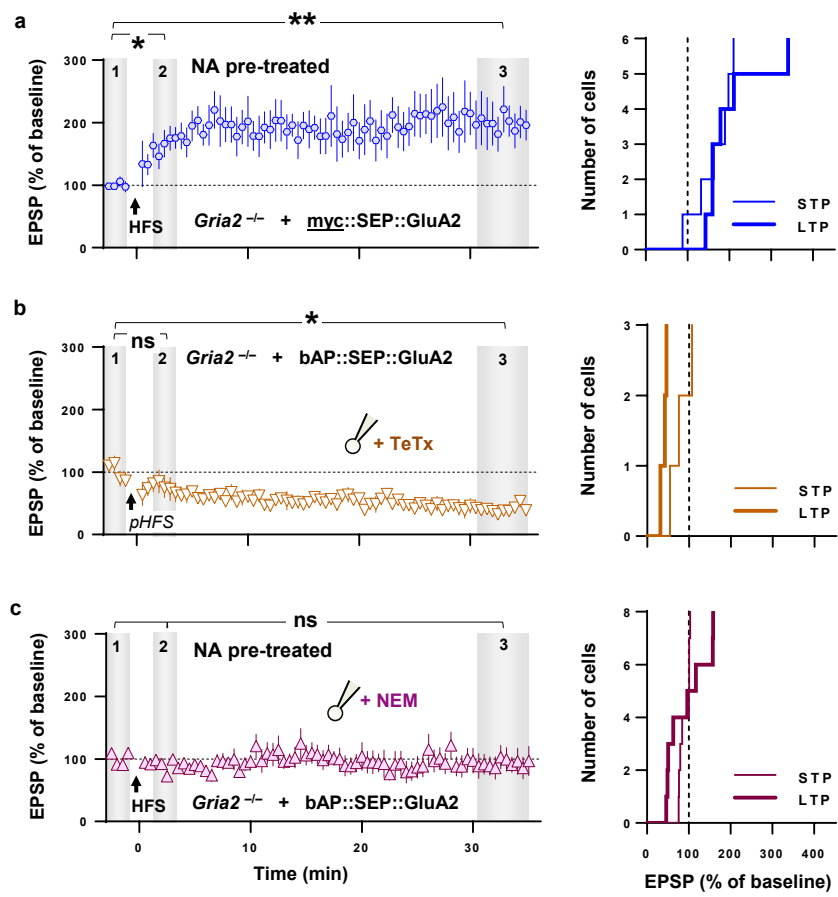 a
**
*
1
2
NA pre-treated
3
300
200
100
0
EPSP (% of baseline)
HFS
Gria2 –/– + myc::SEP::GluA2
6
5
4
3
2
1
0
Number of cells
STP
LTP
b
*
ns
1
2
Gria2 –/– + bAP::SEP::GluA2
3
300
200
100
0
EPSP (% of baseline)
+ TeTx
pHFS
3
2
1
0
Number of cells
STP
LTP
c
ns
1
2
NA pre-treated
3
300
200
100
0
EPSP (% of baseline)
+ NEM
HFS
Gria2 –/– + bAP::SEP::GluA2
0 10 20 30
Time (min)
8
6
4
2
0
Number of cells
STP
LTP
0 100 200 300 400
EPSP (% of baseline)